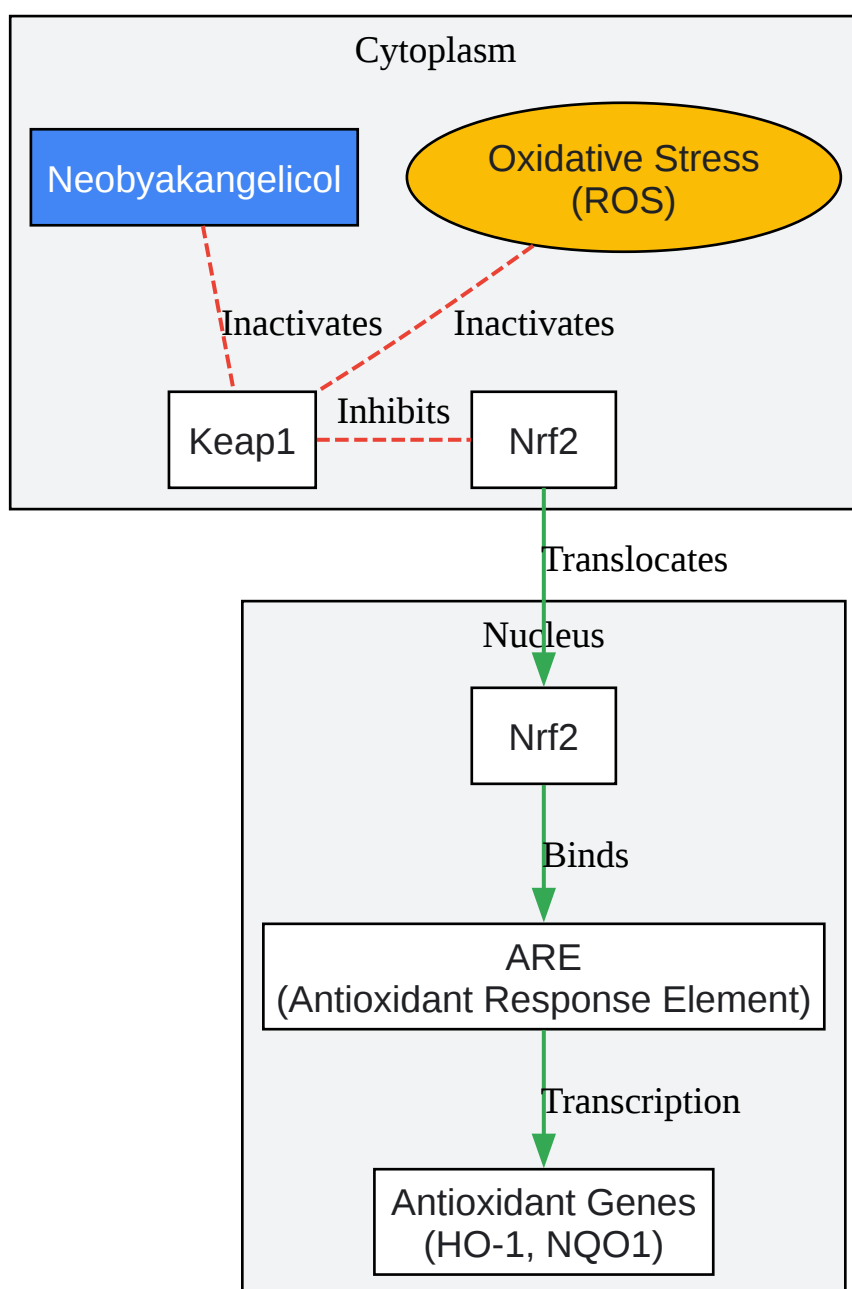 Cytoplasm
Neobyakangelicol
Oxidative Stress
(ROS)
Inactivates
Inactivates
Keap1
Inhibits
Nrf2
Translocates
Nucleus
Nrf2
Binds
ARE
(Antioxidant Response Element)
Transcription
Antioxidant Genes
(HO-1, NQO1)